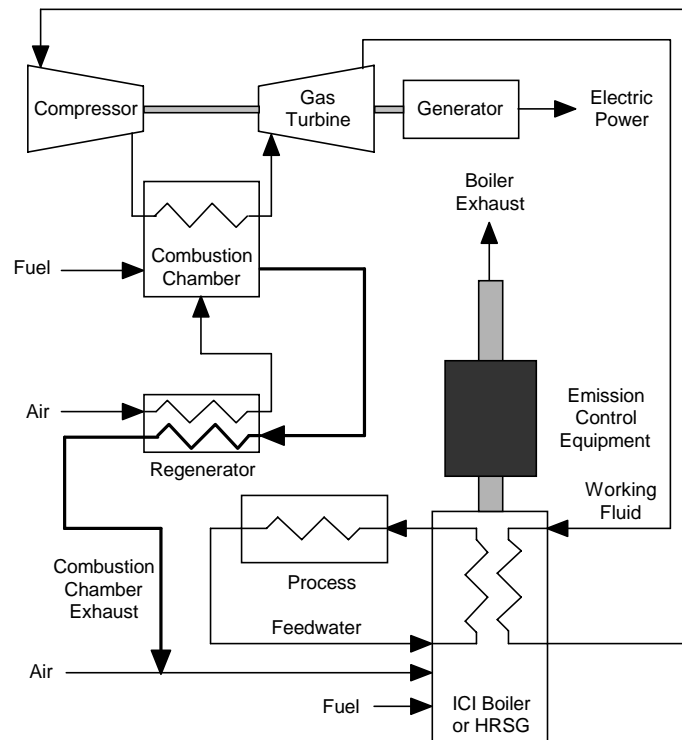 Compressor
Gas
Turbine
Generator
Electric
Power
Boiler
Exhaust
Fuel
Combustion
Chamber
Air
Regenerator
Emission
Control
Equipment
Working
Fluid
Process
Combustion
Chamber
Exhaust
Feedwater
Air
Fuel
ICI Boiler
or HRSG